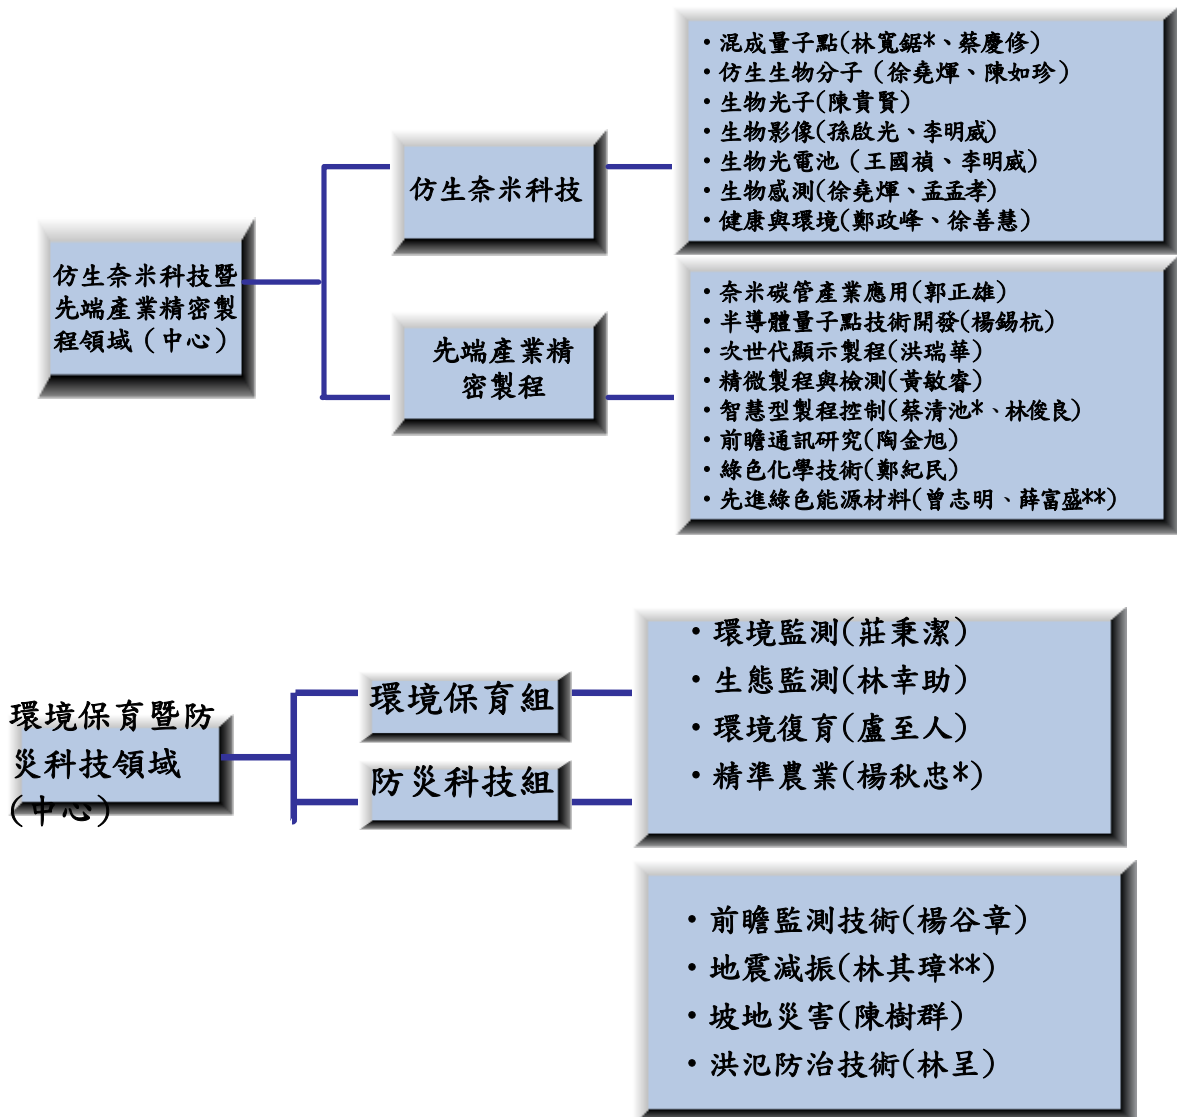 仿生奈米科技暨
先端產業精密製
程領域（中心）
仿生奈米科技
・混成量子點(林寬鋸*、蔡慶修)
・仿生生物分子（徐堯煇、陳如珍）
・生物光子(陳貴賢)
・生物影像(孫啟光、李明威)
・生物光電池（王國禎、李明威)
・生物感測(徐堯煇、孟孟孝)
・健康與環境(鄭政峰、徐善慧)
先端產業精
密製程
・奈米碳管產業應用(郭正雄)
・半導體量子點技術開發(楊錫杭)
・次世代顯示製程(洪瑞華)
・精微製程與檢測(黃敏睿)
・智慧型製程控制(蔡清池*、林俊良)
・前瞻通訊研究(陶金旭)
・綠色化學技術(鄭紀民)
・先進綠色能源材料(曾志明、薛富盛**)
環境保育暨防
災科技領域
(中心)
環境保育組
・環境監測(莊秉潔)
・生態監測(林幸助)
・環境復育(盧至人)
・精準農業(楊秋忠*)
防災科技組
・前瞻監測技術(楊谷章)
・地震減振(林其璋**)
・坡地災害(陳樹群)
・洪氾防治技術(林呈)